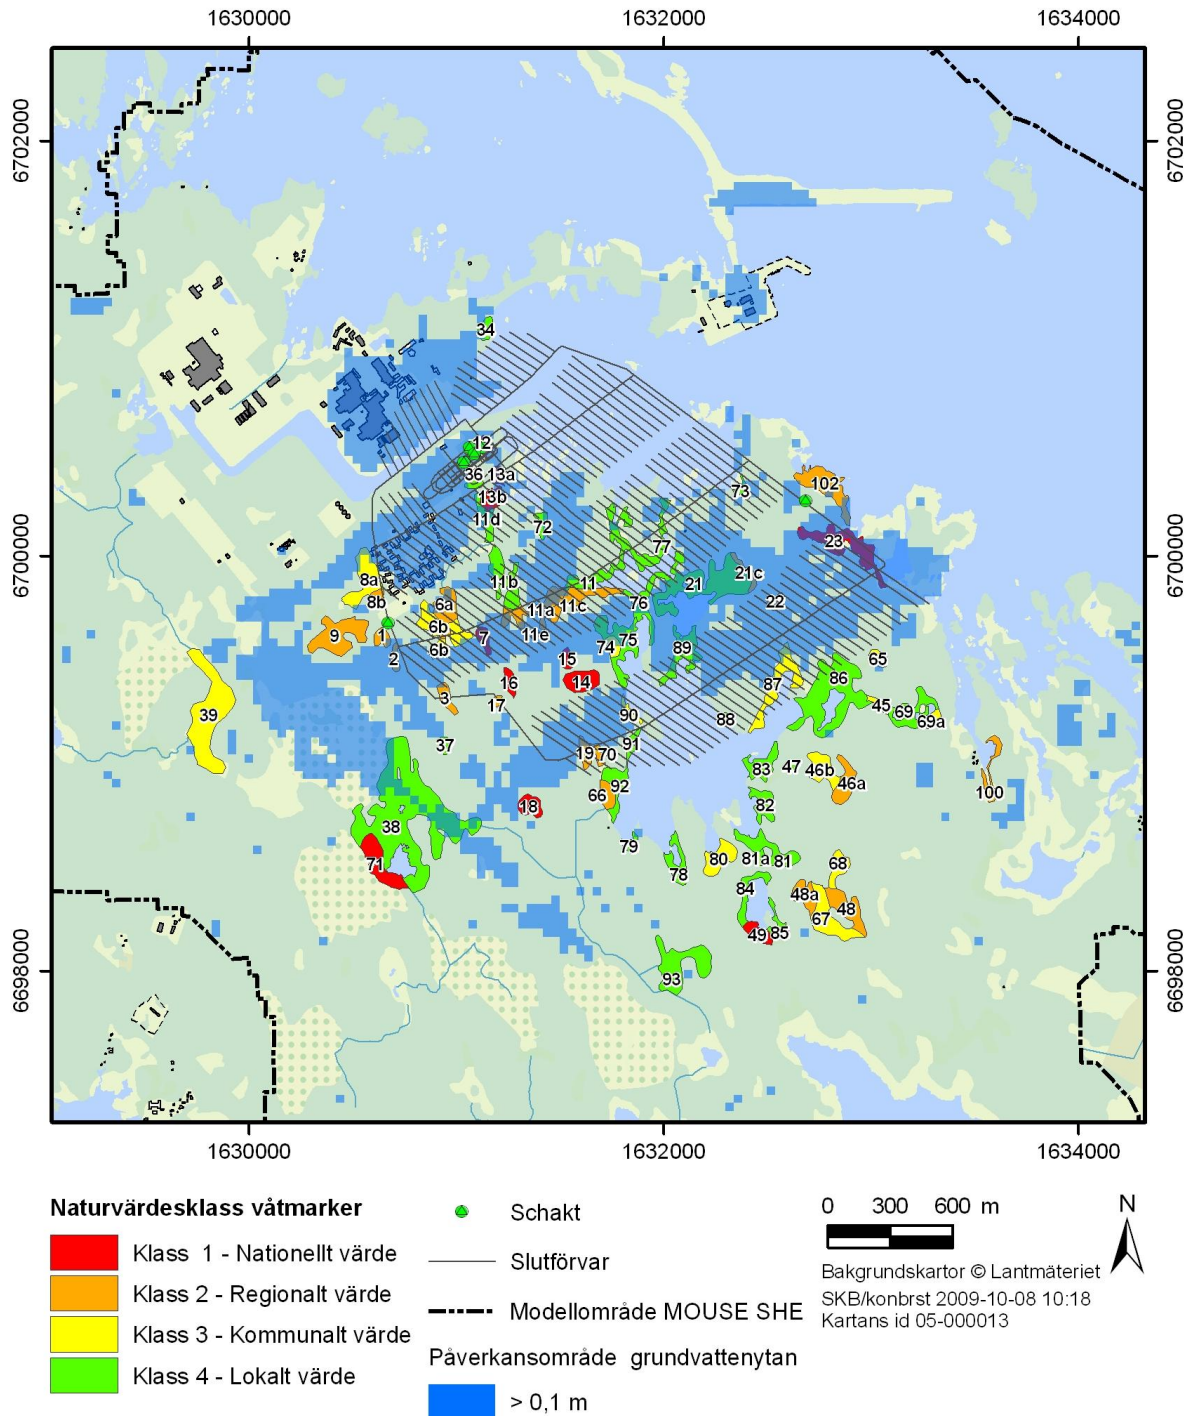 1630000 1632000 1634000
6702000 6702000
34
12
36 13a
13b
11d
72
73
102
23
77
8a
8b
11b
11
21 21c
22
6a
11a 11c
76
9 1
6b
7
11e
74 75
6b
2
15
89
65
16
14
87
86
3
17
39
90
88
45
69
69a
37
91
19 70
83 47 46b
46a
100
92
66
18
82
38
79
71
78
80
81a 81
68
84
48a
48
67
49 85
93
6700000 6700000
6698000 6698000
1630000 1632000 1634000
Naturvärdesklass våtmarker
Klass 1 - Nationellt värde
Klass 2 - Regionalt värde
Klass 3 - Kommunalt värde
Klass 4 - Lokalt värde
Schakt
Slutförvar
Modellområde MOUSE SHE
Påverkansområde grundvattenytan
> 0,1 m
0 300 600 m
N
Bakgrundskartor © Lantmäteriet
SKB/konbrst 2009-10-08 10:18
Kartans id 05-000013